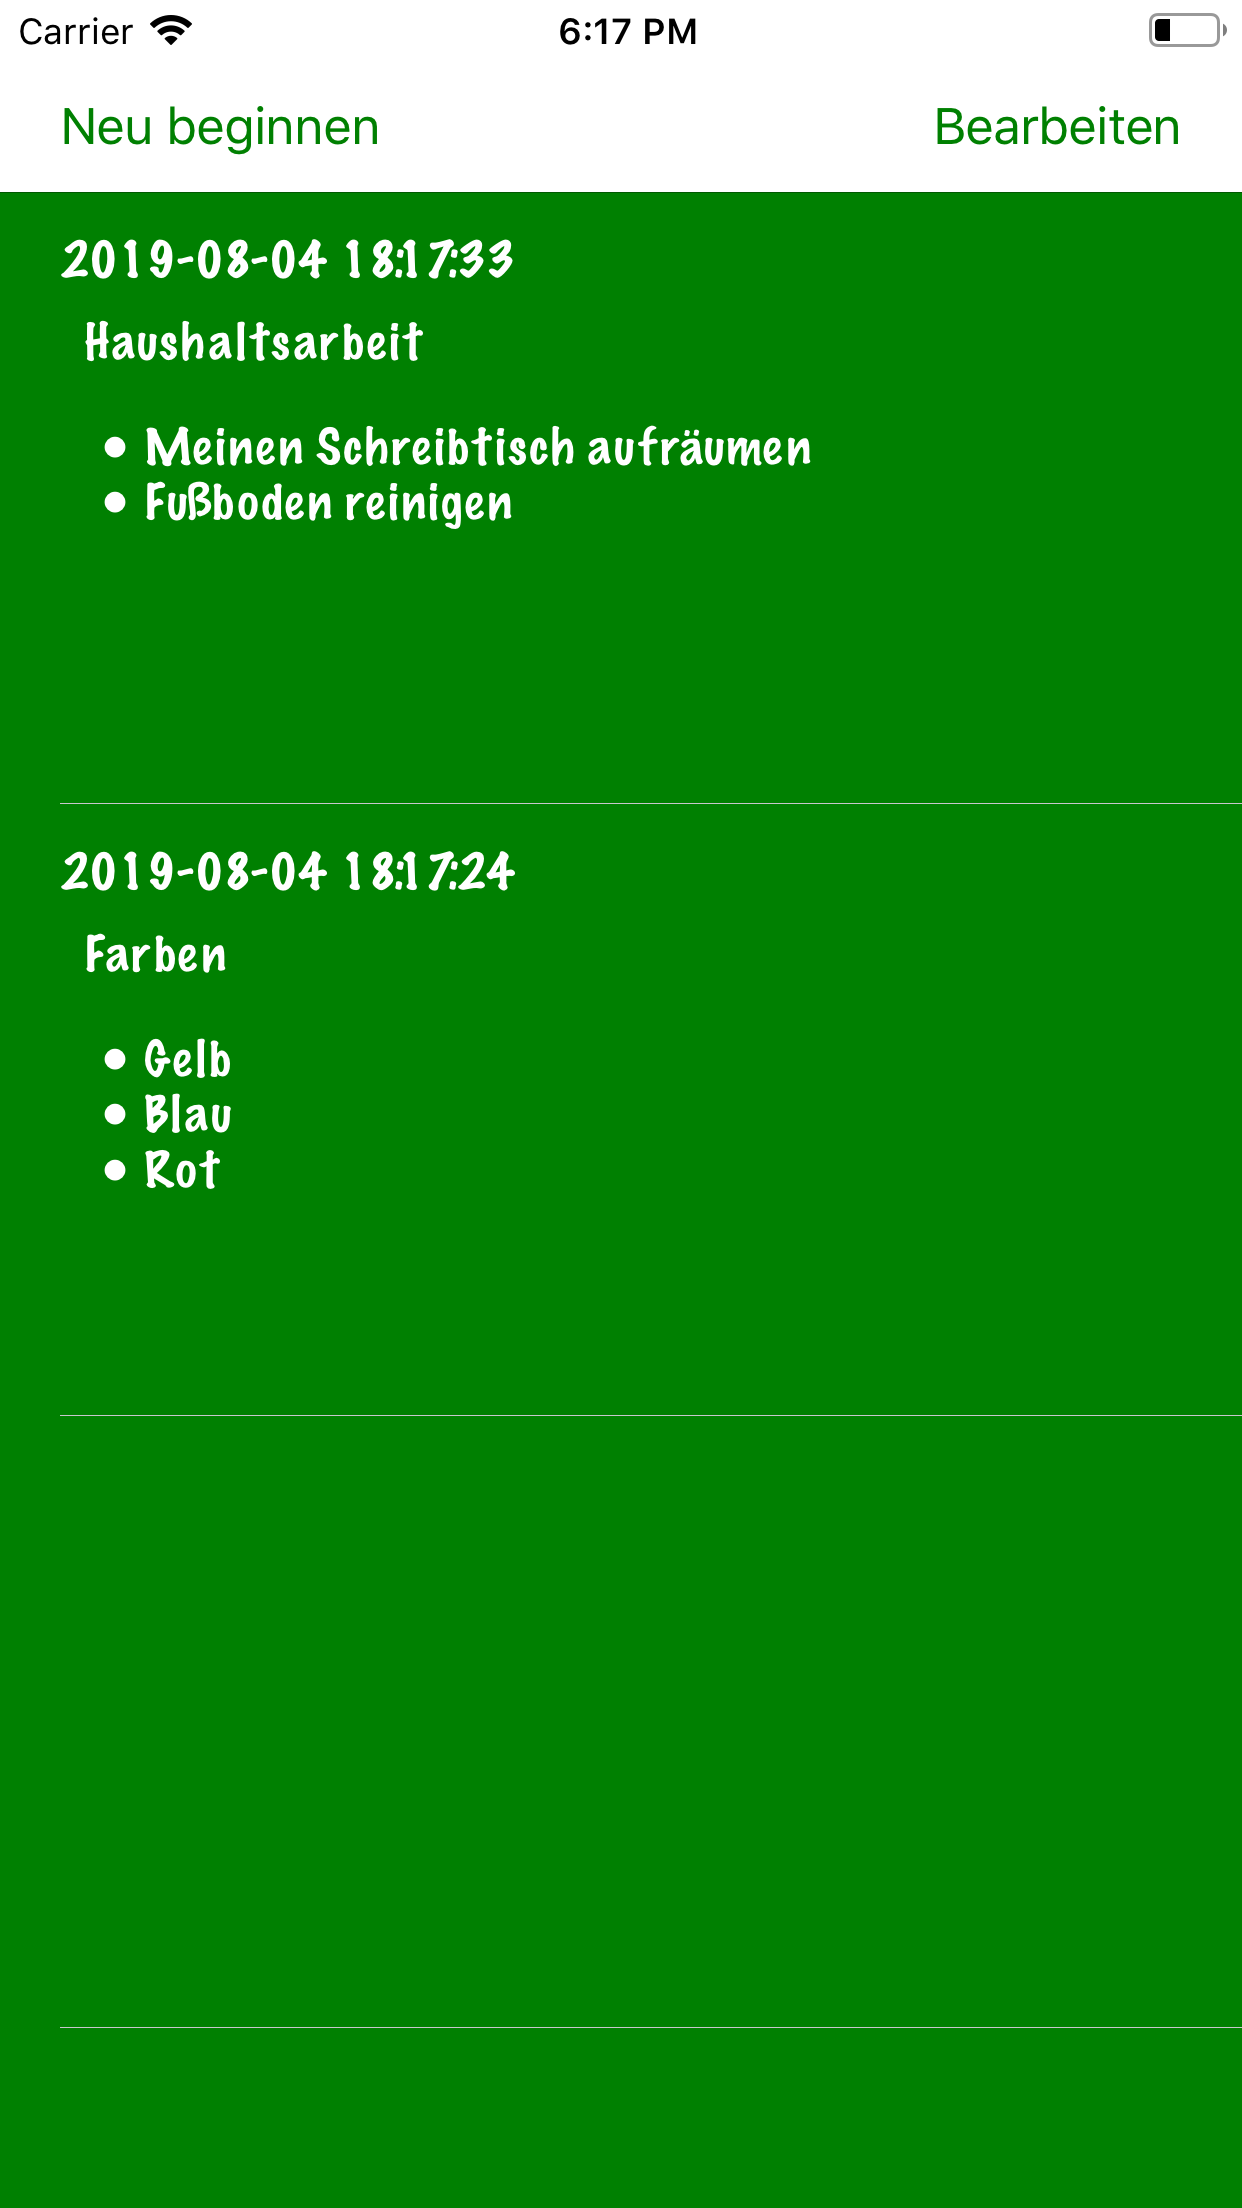 Carrier 6:17 PM
Neu beginnen Bearbeiten
2019-08-04 18:17:33
Haushaltsarbeit
• Meinen Schreibtisch aufräumen
• Fußboden reinigen
2019-08-04 18:17:24
Farben
• Gelb
• Blau
• Rot